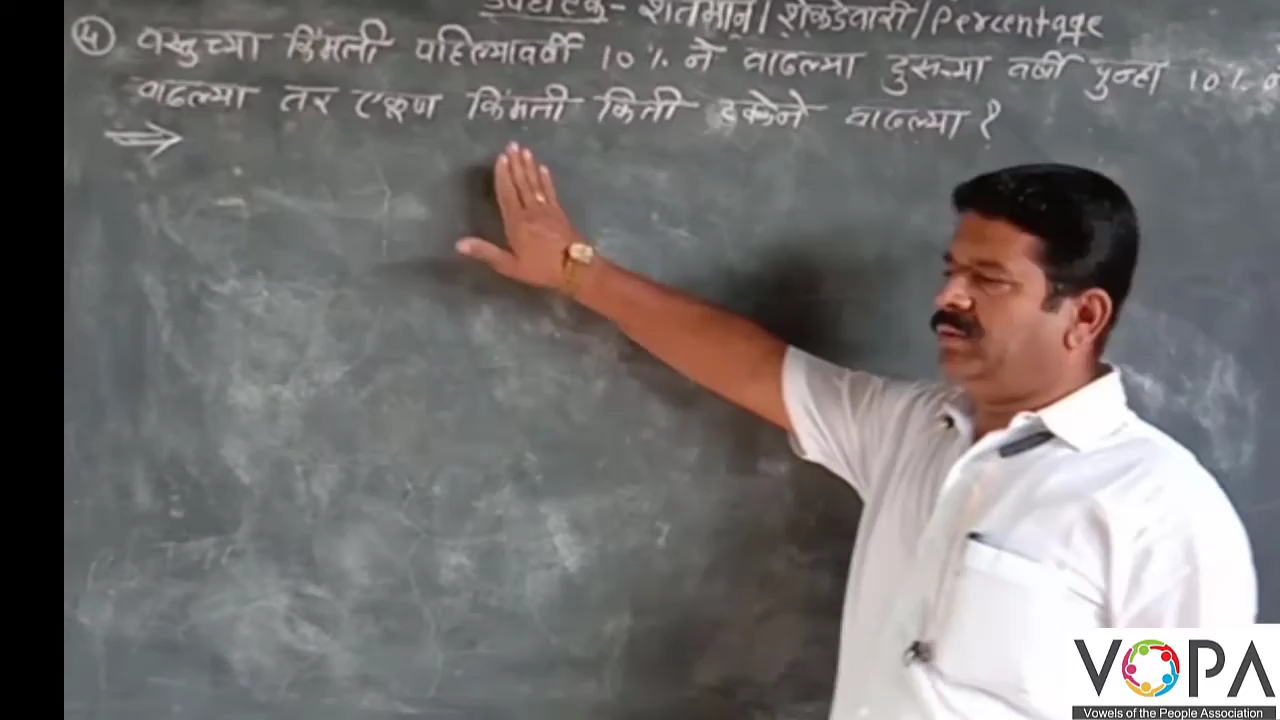 उपघटक- शतमान/शेकडेवारी/Percentage
५ वस्तुच्या किंमती पहिल्यावर्षी 10% ने वाढल्या दुसऱ्या वर्षी पुन्हा 10%
वाढल्या तर एकूण किंमती किती टक्केने वाढल्या?
VOPA
Vowels of the People Association